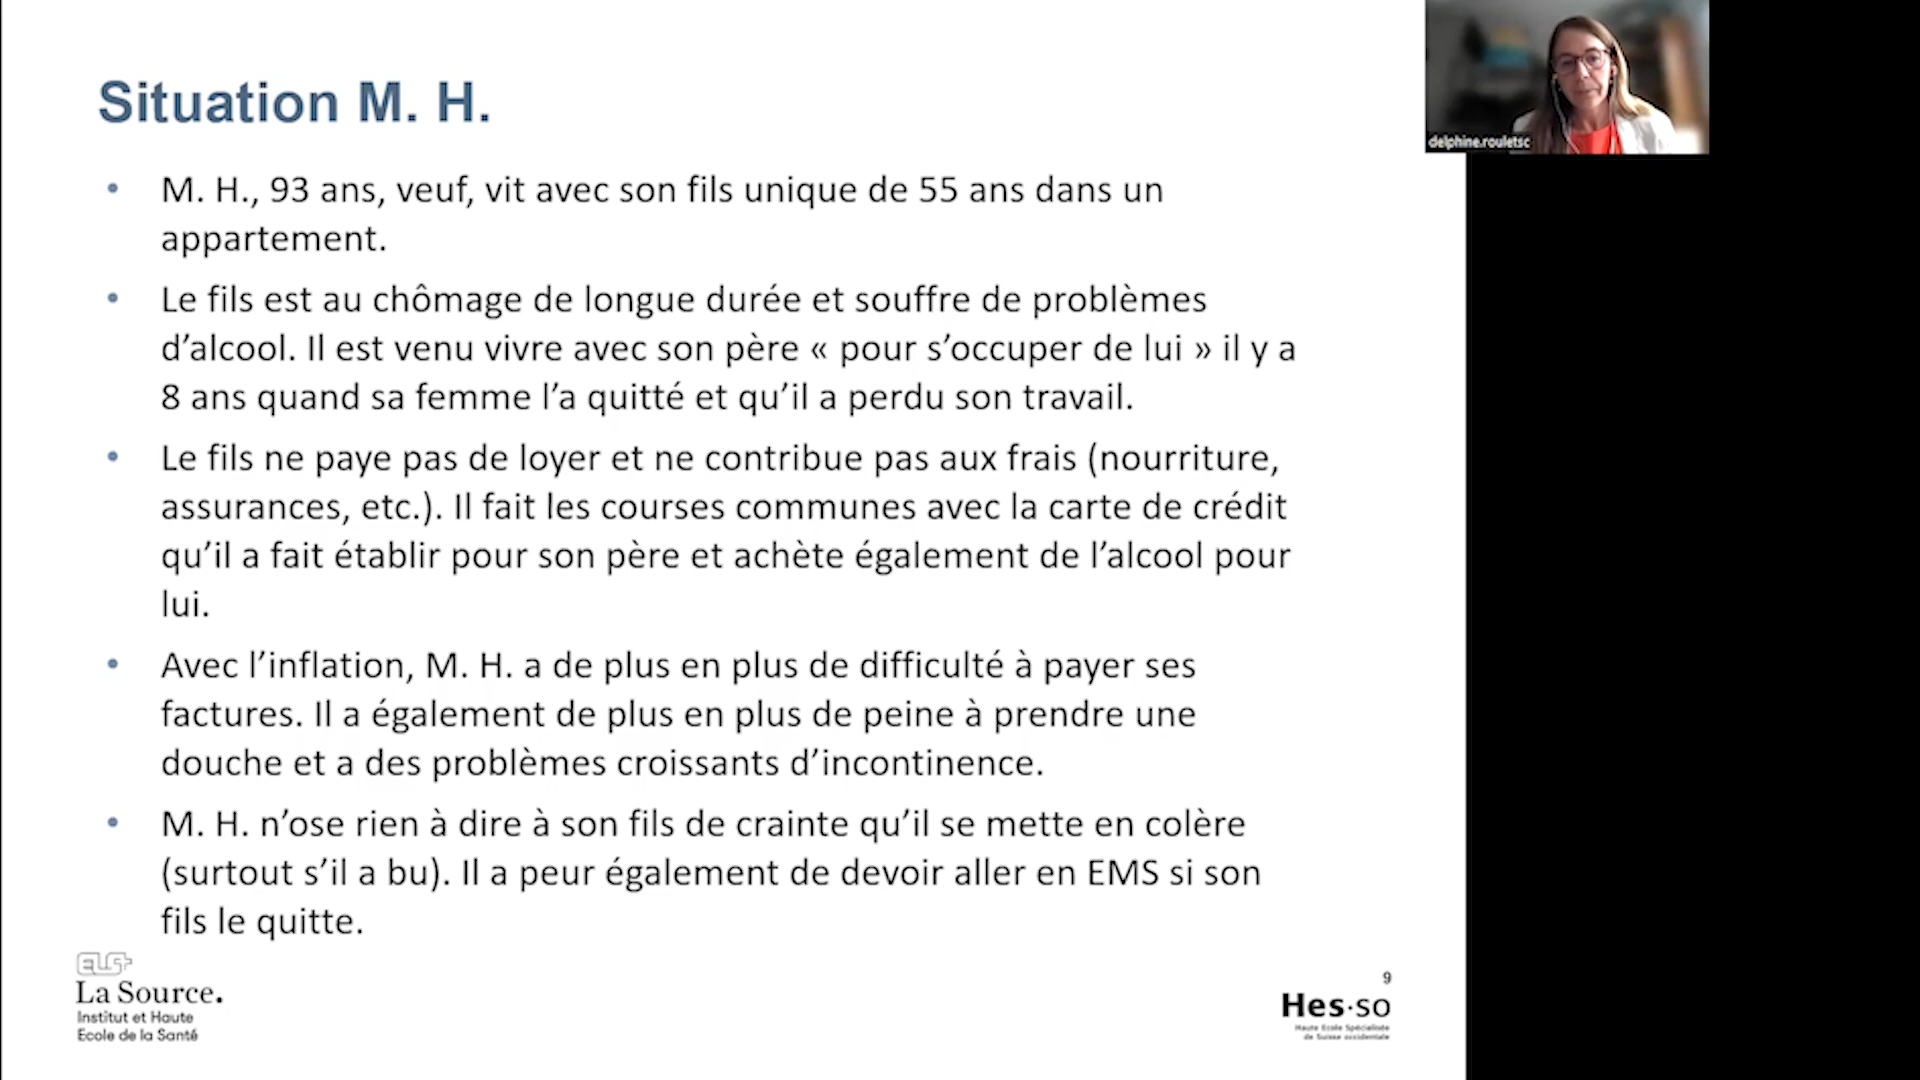 Situation M. H.
• M. H., 93 ans, veuf, vit avec son fils unique de 55 ans dans un
appartement.
• Le fils est au chômage de longue durée et souffre de problèmes
d’alcool. Il est venu vivre avec son père « pour s’occuper de lui » il y a
8 ans quand sa femme l’a quitté et qu’il a perdu son travail.
• Le fils ne paye pas de loyer et ne contribue pas aux frais (nourriture,
assurances, etc.). Il fait les courses communes avec la carte de crédit
qu’il a fait établir pour son père et achète également de l’alcool pour
lui.
• Avec l’inflation, M. H. a de plus en plus de difficulté à payer ses
factures. Il a également de plus en plus de peine à prendre une
douche et a des problèmes croissants d’incontinence.
• M. H. n’ose rien à dire à son fils de crainte qu’il se mette en colère
(surtout s’il a bu). Il a peur également de devoir aller en EMS si son
fils le quitte.
ELS+
La Source.
Institut et Haute
Ecole de la Santé
9
Hes·so
Haute Ecole Spécialisée
de Suisse occidentale
delphine.rouletsc